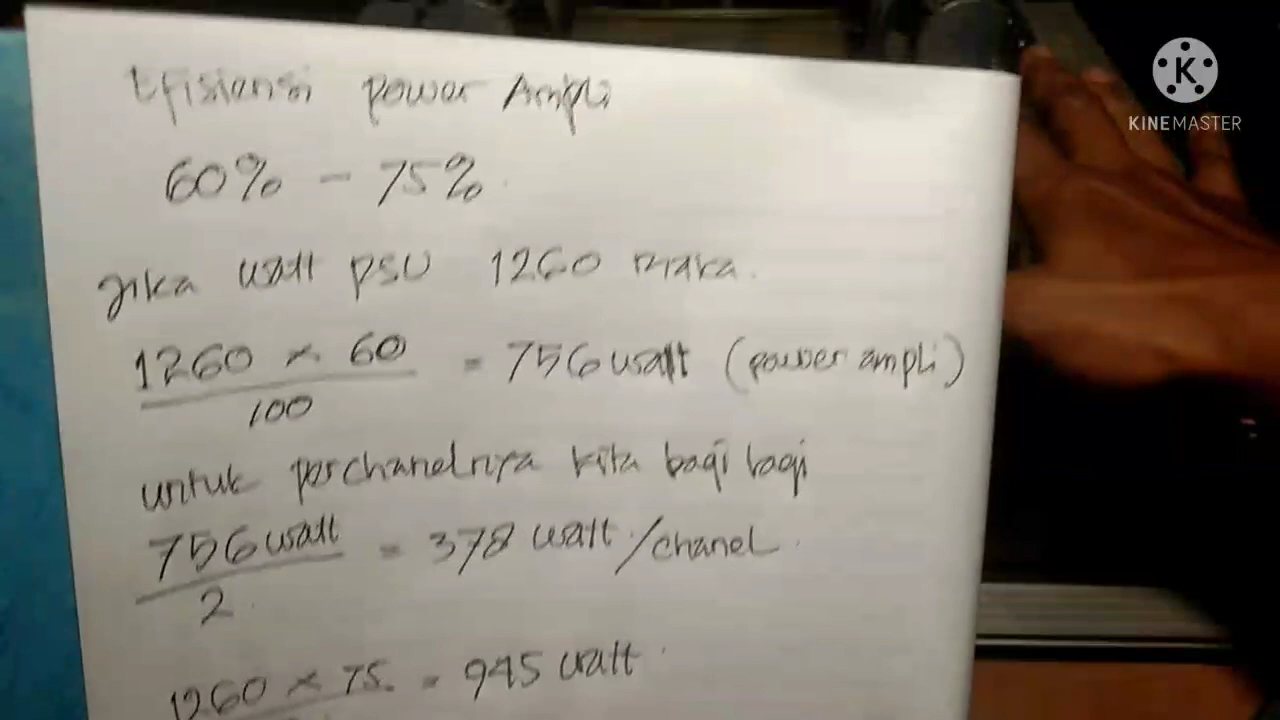 Efisiensi power Ampli
60% - 75%
jika watt PSU 1260 maka.
1260 x 60 = 756 watt (power ampli)
100
untuk perchanelnya kita bagi lagi
756 watt = 378 watt/chanel.
2
1260 x 75. = 945 watt
K
KINEMASTER